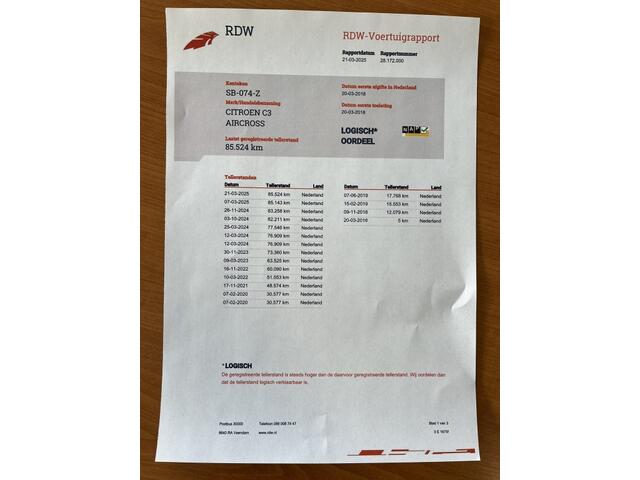 RDW
RDW-Voertuigrapport
Rapportdatum Rapportnummer
21-03-2025 28.172.000
Kenteken
SB-074-Z
Merk/Handelsbenaming
CITROEN C3
AIRCROSS
Laatst geregistreerde tellerstand
85.524 km
Datum eerste afgifte in Nederland
20-03-2018
Datum eerste toelating
20-03-2018
LOGISCH*
OORDEEL
NAP
Tellerstanden
Datum Tellerstand Land
21-03-2025 85.524 km Nederland
07-03-2025 85.143 km Nederland
26-11-2024 83.258 km Nederland
03-10-2024 82.211 km Nederland
25-03-2024 77.546 km Nederland
12-03-2024 76.909 km Nederland
12-03-2024 76.909 km Nederland
30-11-2023 73.360 km Nederland
09-03-2023 63.525 km Nederland
16-11-2022 60.090 km Nederland
10-03-2022 51.653 km Nederland
17-11-2021 48.574 km Nederland
07-02-2020 30.577 km Nederland
07-02-2020 30.577 km Nederland
Datum Tellerstand Land
07-06-2019 17.768 km Nederland
15-02-2019 15.553 km Nederland
09-11-2018 12.079 km Nederland
20-03-2018 5 km Nederland
*LOGISCH
De geregistreerde tellerstand is steeds hoger dan de daarvoor geregistreerde tellerstand. Wij oordelen dan
dat de tellerstand logisch verklaarbaar is.
Postbus 30000 Telefoon 088 008 74 47
9640 RA Veendam www.rdw.nl
Blad 1 van 3
3 E 1670f